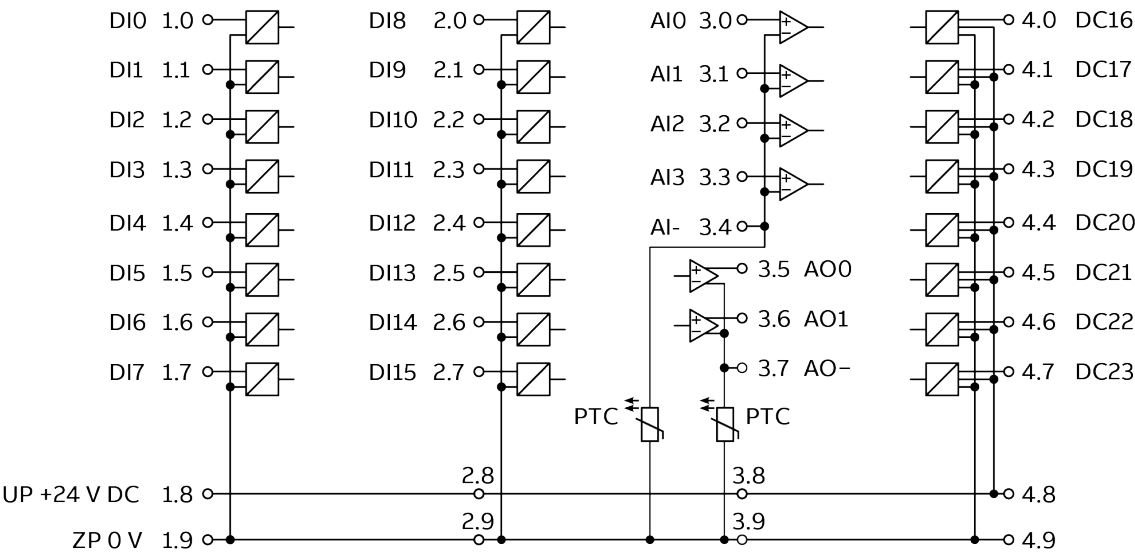 DI0 1.0 DI8 2.0 AI0 3.0 + − 4.0 DC16
DI1 1.1 DI9 2.1 AI1 3.1 + − 4.1 DC17
DI2 1.2 DI10 2.2 AI2 3.2 + − 4.2 DC18
DI3 1.3 DI11 2.3 AI3 3.3 + − 4.3 DC19
DI4 1.4 DI12 2.4 AI- 3.4 4.4 DC20
DI5 1.5 DI13 2.5 + − 3.5 AO0 4.5 DC21
DI6 1.6 DI14 2.6 + − 3.6 AO1 4.6 DC22
DI7 1.7 DI15 2.7 3.7 AO− 4.7 DC23
PTC PTC
UP +24 V DC 1.8 2.8 3.8 4.8
ZP 0 V 1.9 2.9 3.9 4.9